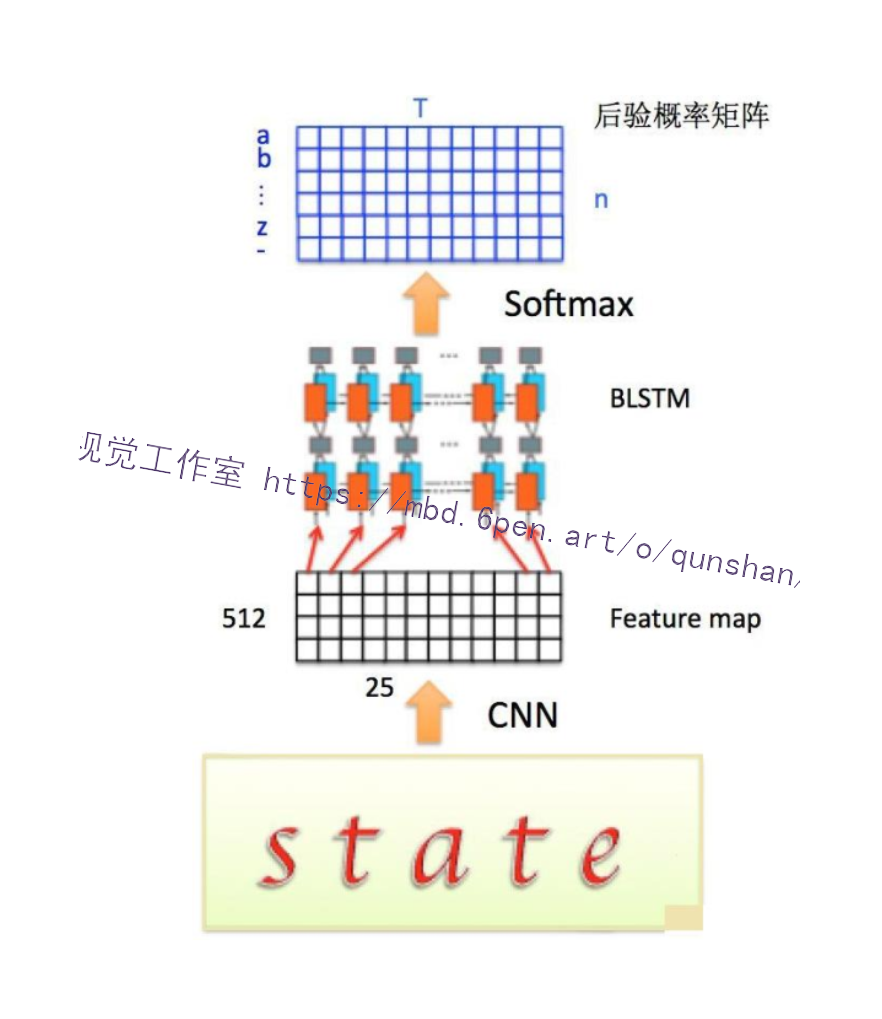 T
后验概率矩阵
a
b
⋮
z
-
n
Softmax
...
BLSTM
...
视觉工作室 https://mbd.6pen.art/o/qunshan/
512
Feature map
25
CNN
state